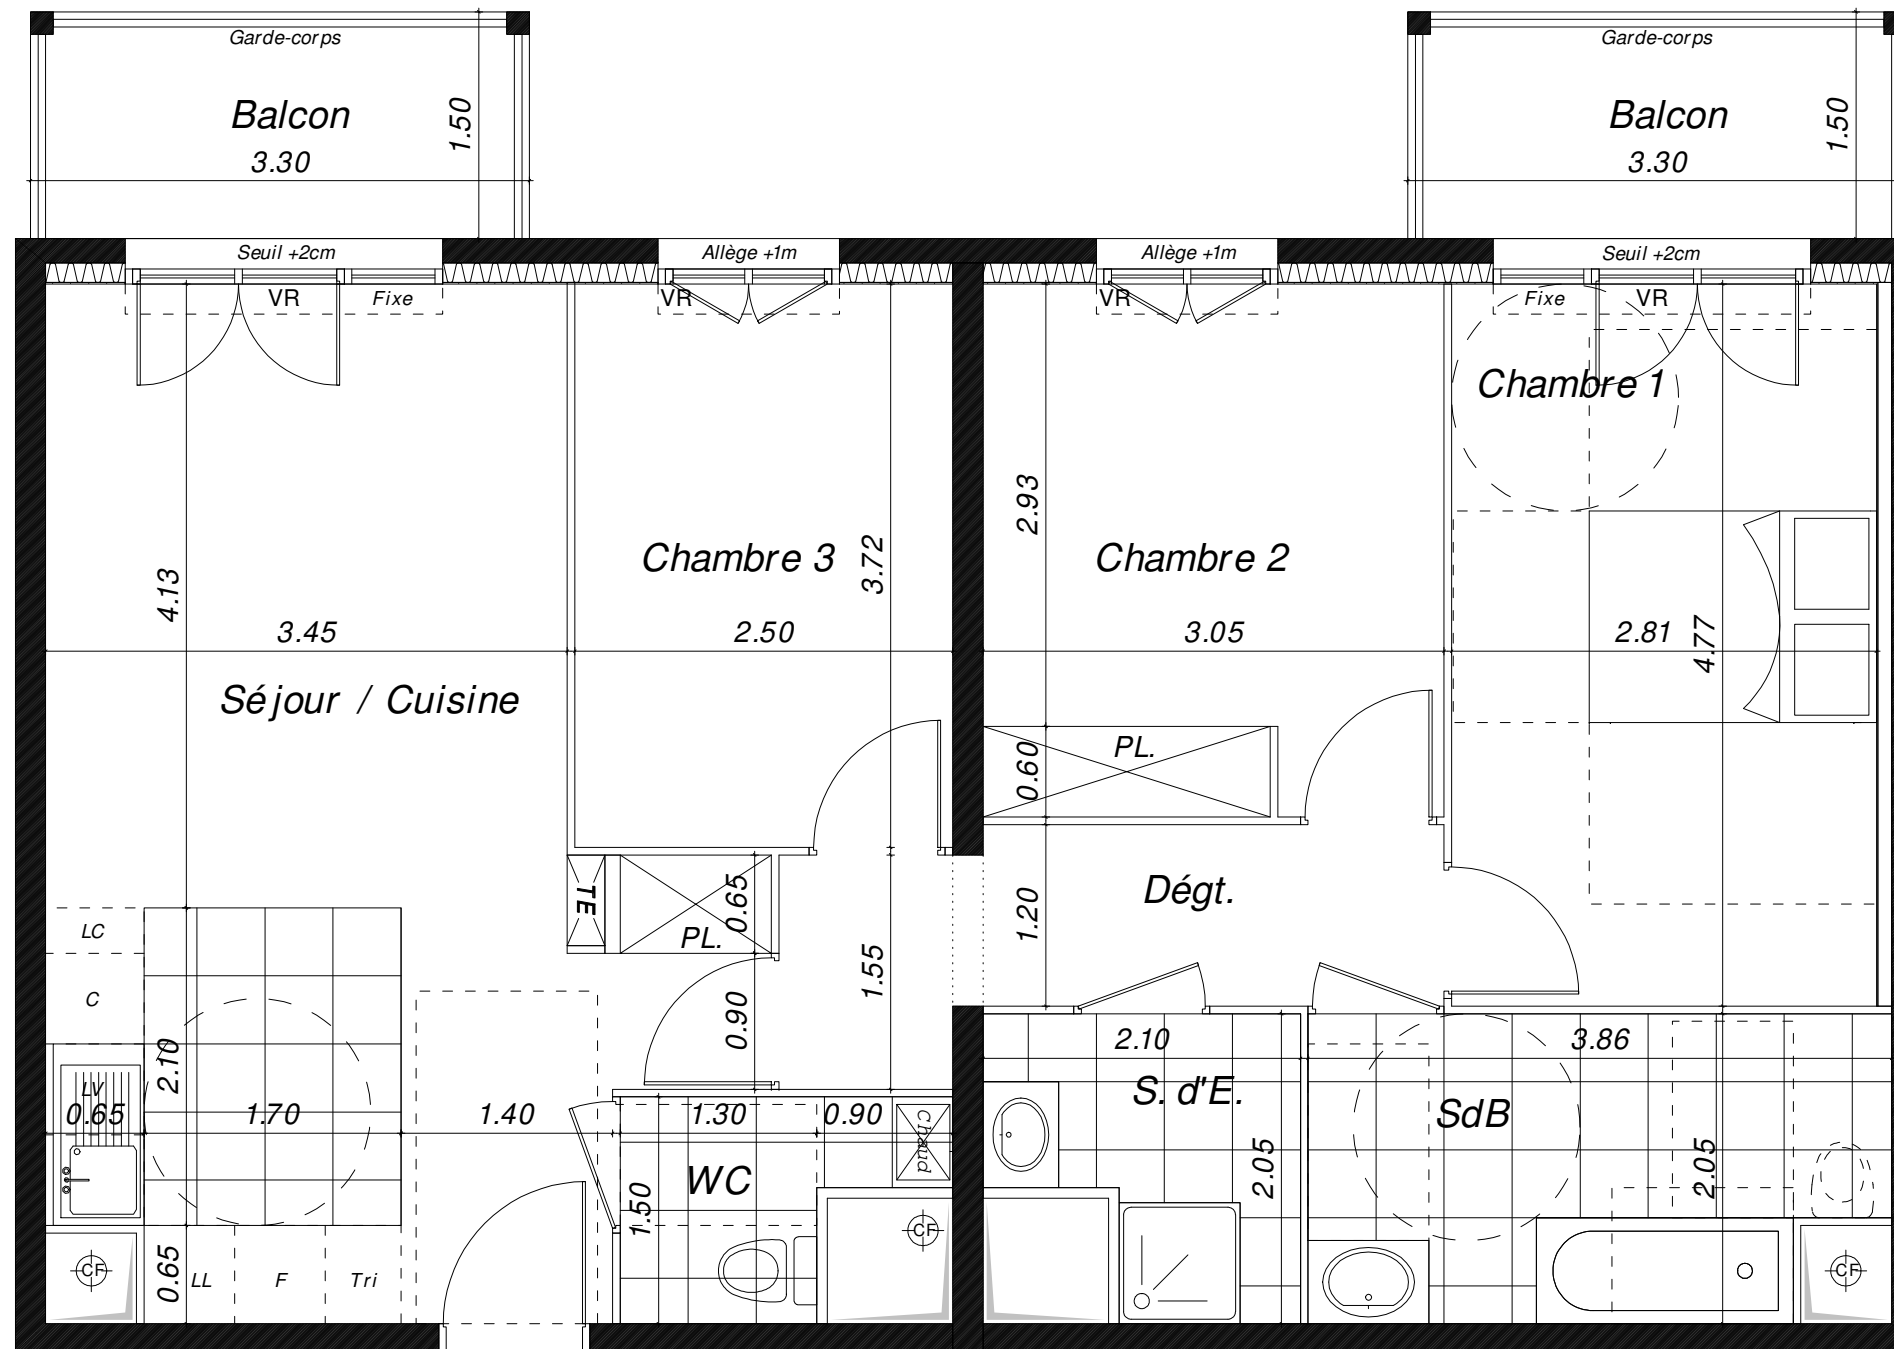 Garde-corps
Garde-corps
Balcon
1.50
3.30
Balcon
1.50
3.30
Seuil +2cm
Allège +1m
Allège +1m
Seuil +2cm
VR
Fixe
VR
VR
Fixe
VR
Chambre 1
2.93
Chambre 3
3.72
Chambre 2
4.13
3.45
2.50
3.05
2.81
4.77
Séjour / Cuisine
PL.
0.60
TE
0.65
PL.
Dégt.
1.20
LC
C
1.55
0.90
2.10
2.10
3.86
LV
0.65
1.70
1.40
1.30
0.90
Chaud
S. d'E.
SdB
2.05
2.05
WC
1.50
CF
CF
CF
0.65
LL
F
Tri